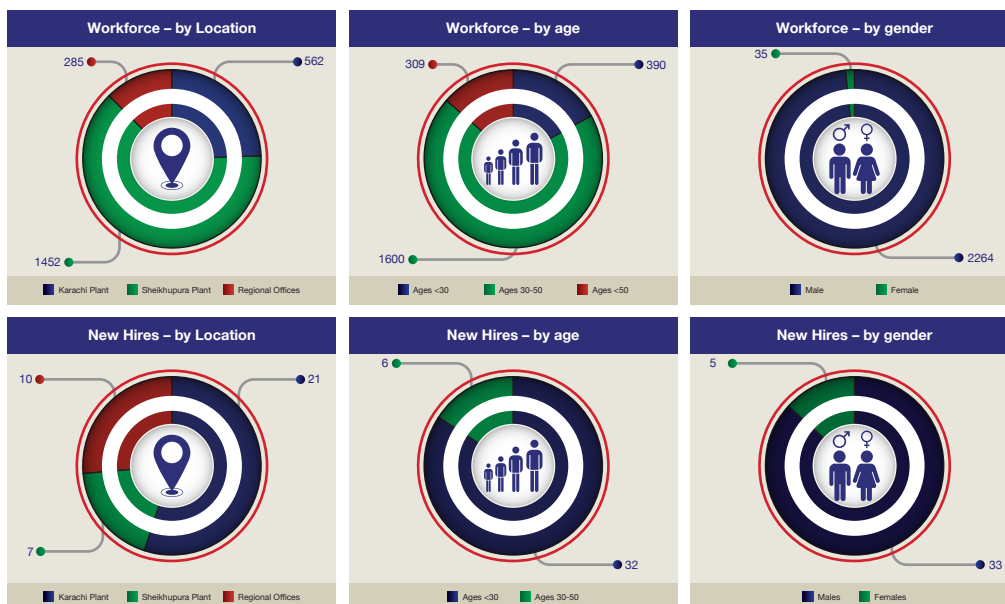 Workforce – by Location
285
562
1452
Karachi Plant
Sheikhupura Plant
Regional Offices
Workforce – by age
309
390
1600
Ages <30
Ages 30-50
Ages <50
Workforce – by gender
35
2264
Male
Female
New Hires – by Location
10
21
7
Karachi Plant
Sheikhupura Plant
Regional Offices
New Hires – by age
6
32
Ages <30
Ages 30-50
New Hires – by gender
5
33
Males
Females